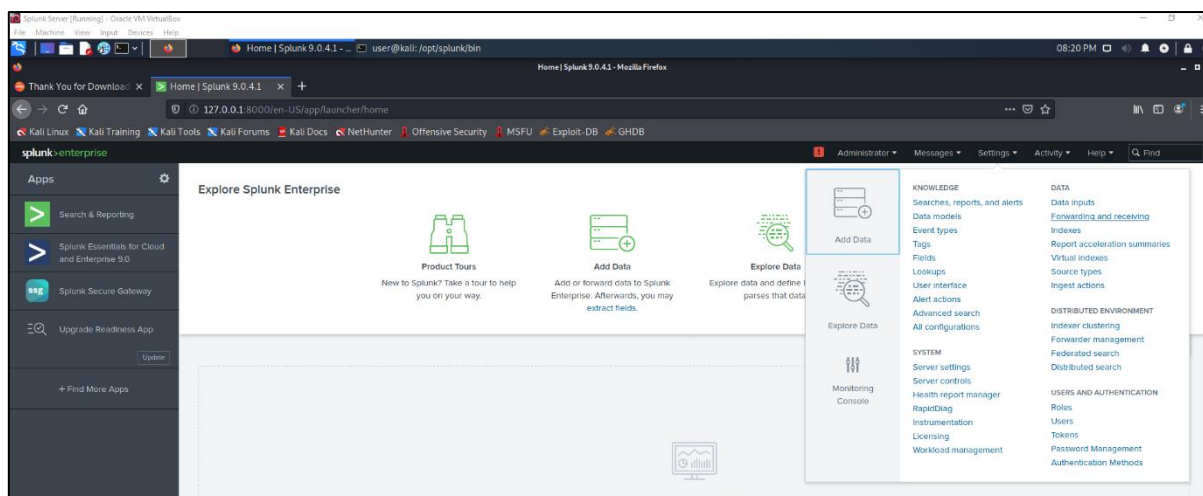 Splunk Server [Running] - Oracle VM VirtualBox
File Machine View Input Devices Help
Home | Splunk 9.0.4.1 - ... user@kali: /opt/splunk/bin 08:20 PM
Home | Splunk 9.0.4.1 - Mozilla Firefox
Thank You for Download Home | Splunk 9.0.4.1
127.0.0.1:8000/en-US/app/launcher/home
Kali Linux Kali Training Kali Tools Kali Forums Kali Docs NetHunter Offensive Security MSFU Exploit-DB GHDB
splunk>enterprise ! Administrator Messages Settings Activity Help Find
Apps
Search & Reporting
Splunk Essentials for Cloud
and Enterprise 9.0
ssg Splunk Secure Gateway
Upgrade Readiness App
Update
+ Find More Apps
Explore Splunk Enterprise
Product Tours
New to Splunk? Take a tour to help
you on your way.
Add Data
Add or forward data to Splunk
Enterprise. Afterwards, you may
extract fields.
Explore Data
Explore data and define
parses that data
Add Data
Explore Data
Monitoring
Console
KNOWLEDGE
Searches, reports, and alerts
Data models
Event types
Tags
Fields
Lookups
User interface
Alert actions
Advanced search
All configurations
SYSTEM
Server settings
Server controls
Health report manager
RapidDiag
Instrumentation
Licensing
Workload management
DATA
Data inputs
Forwarding and receiving
Indexes
Report acceleration summaries
Virtual indexes
Source types
Ingest actions
DISTRIBUTED ENVIRONMENT
Indexer clustering
Forwarder management
Federated search
Distributed search
USERS AND AUTHENTICATION
Roles
Users
Tokens
Password Management
Authentication Methods